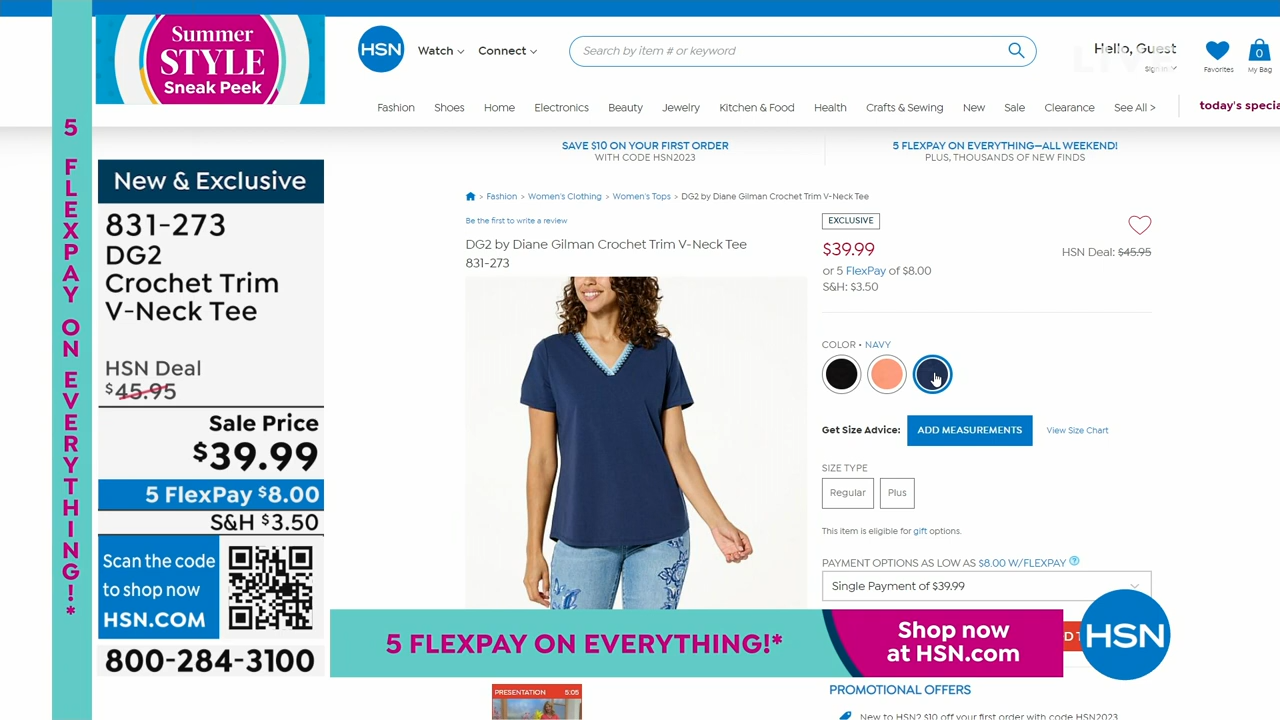 Summer
STYLE
Sneak Peek
5 FLEXPAY ON EVERYTHING!*
New & Exclusive
831-273
DG2
Crochet Trim
V-Neck Tee
HSN Deal
$45.95
Sale Price
$39.99
5 FlexPay $8.00
S&H $3.50
Scan the code
to shop now
HSN.COM
800-284-3100
HSN
Watch
Connect
Search by item # or keyword
LIVE
Hello, Guest
Sign In
Favorites
0
My Bag
Fashion Shoes Home Electronics Beauty Jewelry Kitchen & Food Health Crafts & Sewing New Sale Clearance See All > today's specia
SAVE $10 ON YOUR FIRST ORDER
WITH CODE HSN2023
5 FLEXPAY ON EVERYTHING—ALL WEEKEND!
PLUS, THOUSANDS OF NEW FINDS
> Fashion > Women's Clothing > Women's Tops > DG2 by Diane Gilman Crochet Trim V-Neck Tee
Be the first to write a review
DG2 by Diane Gilman Crochet Trim V-Neck Tee
831-273
EXCLUSIVE
$39.99
HSN Deal: $45.95
or 5 FlexPay of $8.00
S&H: $3.50
COLOR • NAVY
Get Size Advice: ADD MEASUREMENTS View Size Chart
SIZE TYPE
Regular Plus
This item is eligible for gift options.
PAYMENT OPTIONS AS LOW AS $8.00 W/FLEXPAY ?
Single Payment of $39.99
5 FLEXPAY ON EVERYTHING!*
Shop now
at HSN.com
D T
HSN
PRESENTATION 5:05
PROMOTIONAL OFFERS
New to HSN? $10 off your first order with code HSN2023